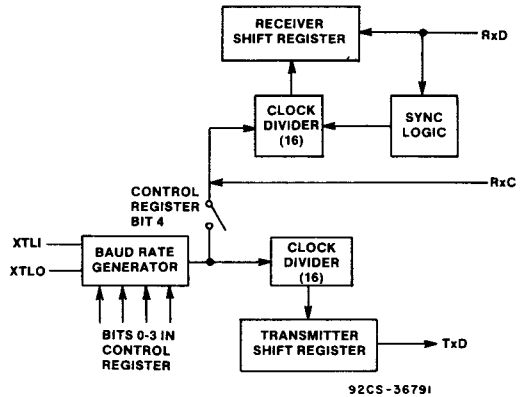 RECEIVER
SHIFT REGISTER
RxD
CLOCK
DIVIDER
(16)
SYNC
LOGIC
CONTROL
REGISTER
BIT 4
RxC
XTLI
XTLO
BAUD RATE
GENERATOR
CLOCK
DIVIDER
(16)
BITS 0-3 IN
CONTROL
REGISTER
TRANSMITTER
SHIFT REGISTER
TxD
92CS-36791